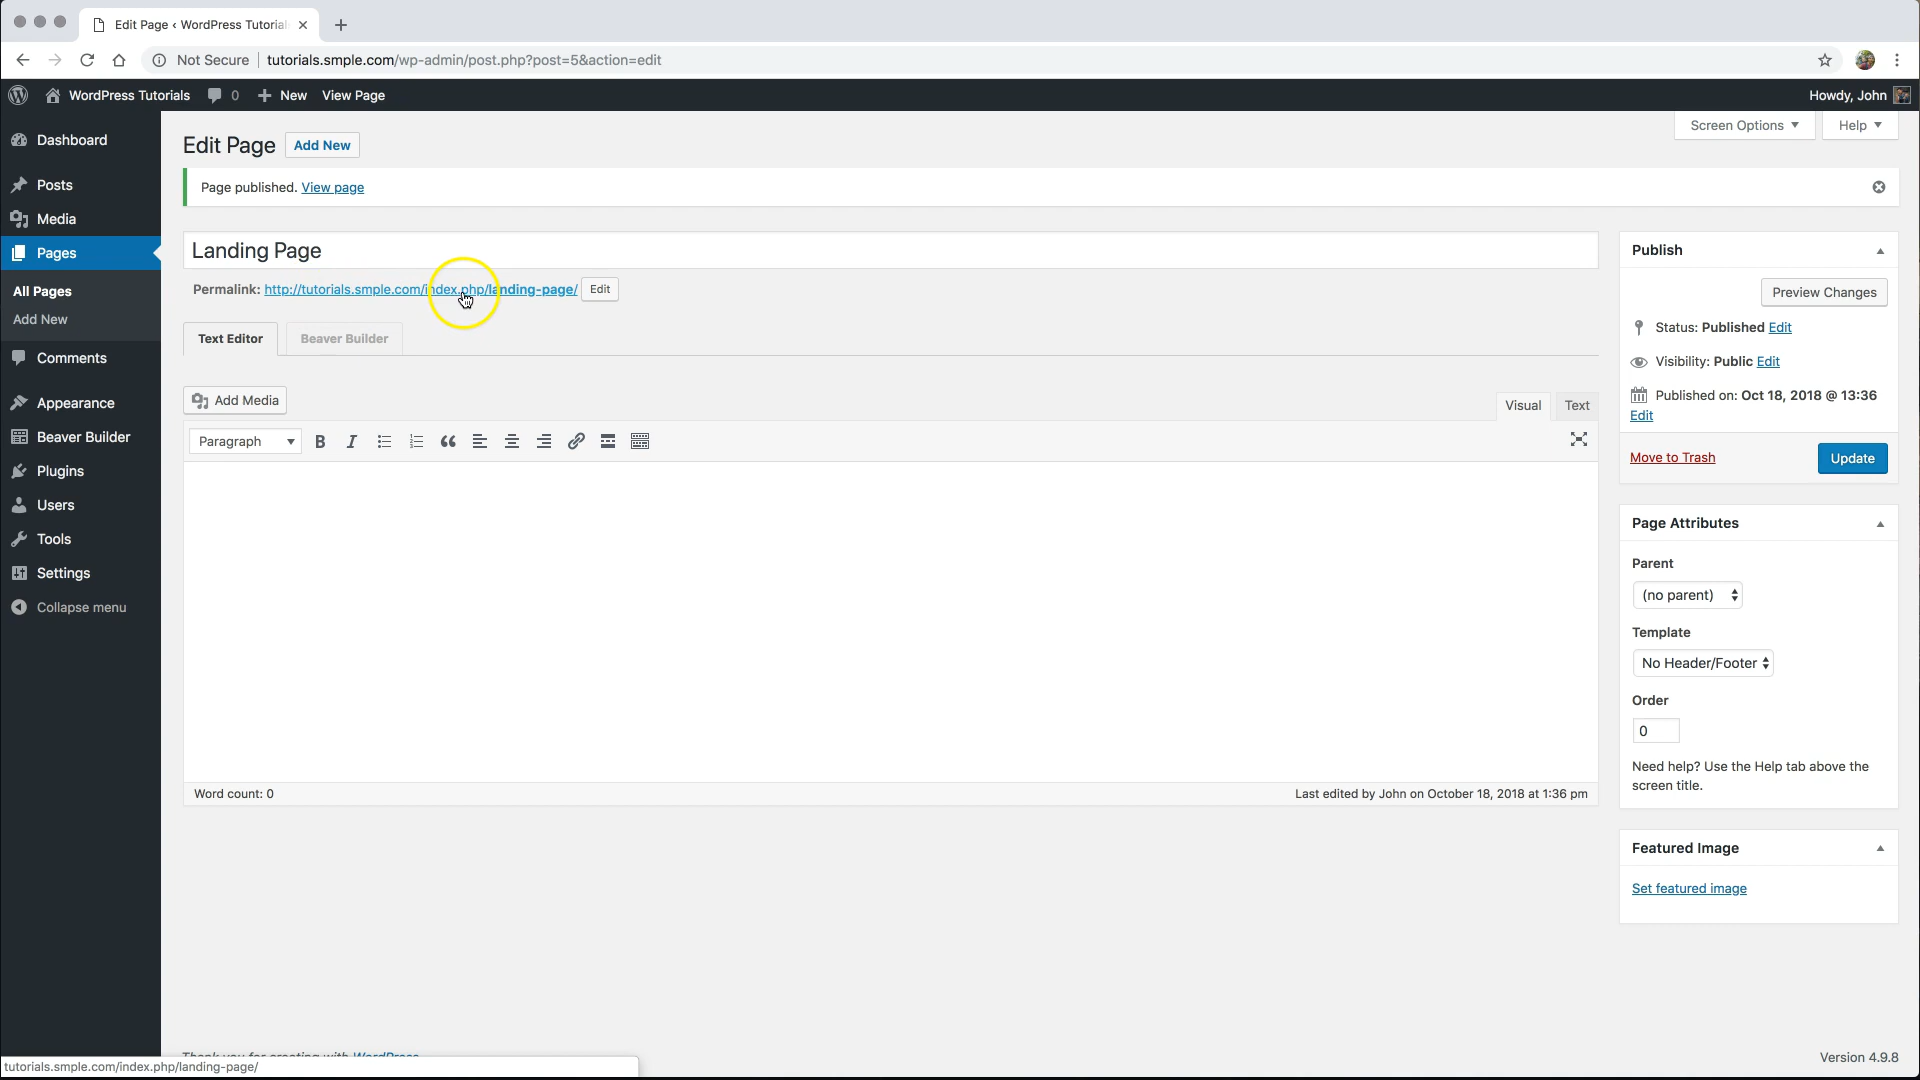 Edit Page ‹ WordPress Tutorial
Not Secure | tutorials.smple.com/wp-admin/post.php?post=5&action=edit
WordPress Tutorials 0 New View Page Howdy, John
Screen Options Help
Dashboard
Posts
Media
Pages
All Pages
Add New
Comments
Appearance
Beaver Builder
Plugins
Users
Tools
Settings
Collapse menu
Edit Page Add New
Page published. View page
Landing Page
Permalink: http://tutorials.smple.com/index.php/landing-page/ Edit
Text Editor Beaver Builder
Add Media
Visual Text
Paragraph
Word count: 0
Last edited by John on October 18, 2018 at 1:36 pm
Publish
Preview Changes
Status: Published Edit
Visibility: Public Edit
Published on: Oct 18, 2018 @ 13:36
Edit
Move to Trash Update
Page Attributes
Parent
(no parent)
Template
No Header/Footer
Order
0
Need help? Use the Help tab above the
screen title.
Featured Image
Set featured image
Thank you for creating with WordPress
Version 4.9.8
tutorials.smple.com/index.php/landing-page/